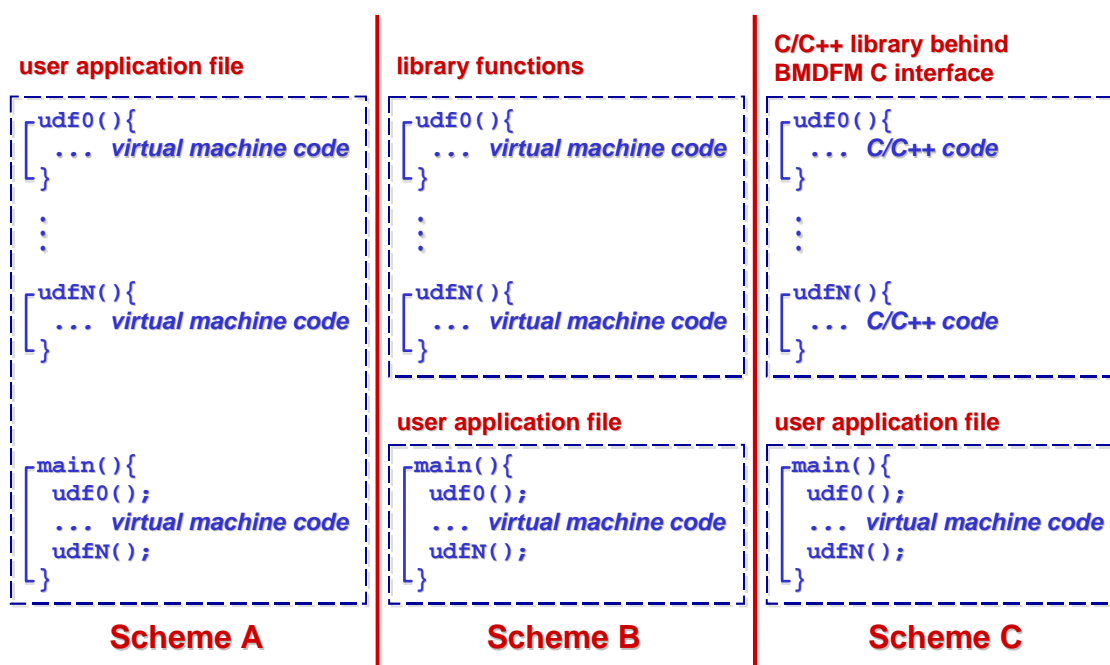 user application file
udf0(){
... virtual machine code
}
.
.
.
udfN(){
... virtual machine code
}
main(){
udf0();
... virtual machine code
udfN();
}
Scheme A
library functions
udf0(){
... virtual machine code
}
.
.
.
udfN(){
... virtual machine code
}
user application file
main(){
udf0();
... virtual machine code
udfN();
}
Scheme B
C/C++ library behind
BMDFM C interface
udf0(){
... C/C++ code
}
.
.
.
udfN(){
... C/C++ code
}
user application file
main(){
udf0();
... virtual machine code
udfN();
}
Scheme C